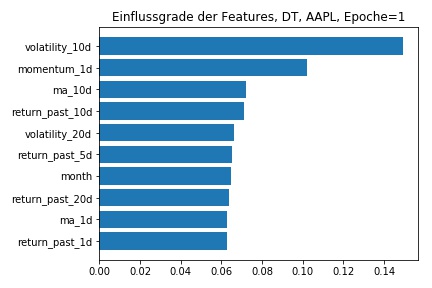 Einflussgrade der Features, DT, AAPL, Epoche=1
volatility_10d
momentum_1d
ma_10d
return_past_10d
volatility_20d
return_past_5d
month
return_past_20d
ma_1d
return_past_1d
0.00 0.02 0.04 0.06 0.08 0.10 0.12 0.14